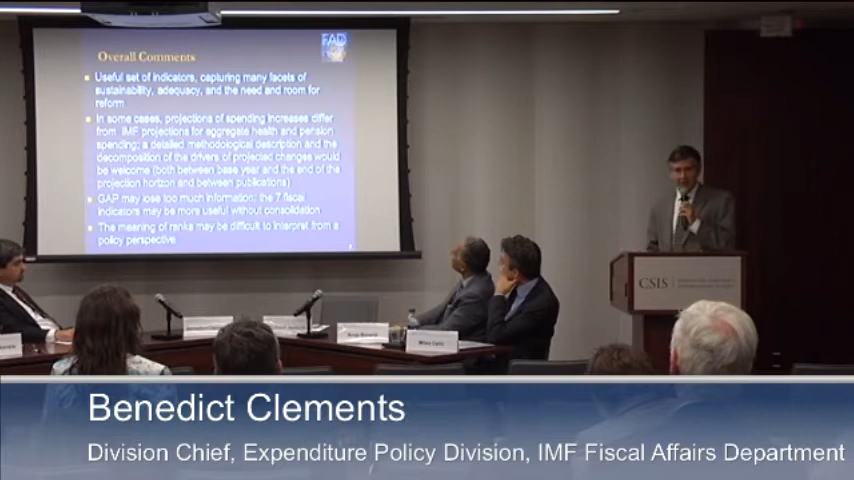 FAD
Overall Comments
Useful set of indicators, capturing many facets of
sustainability, adequacy, and the need and room for
reform
In some cases, projections of spending increases differ
from IMF projections for aggregate health and pension
spending; a detailed methodological description and the
decomposition of the drivers of projected changes would
be welcome (both between base year and the end of the
projection horizon and between publications)
GAP may lose too much information: the 7 fiscal
indicators may be more useful without consolidation
The meaning of ranks may be difficult to interpret from a
policy perspective
CSIS
Benedict Clements
Division Chief, Expenditure Policy Division, IMF Fiscal Affairs Department